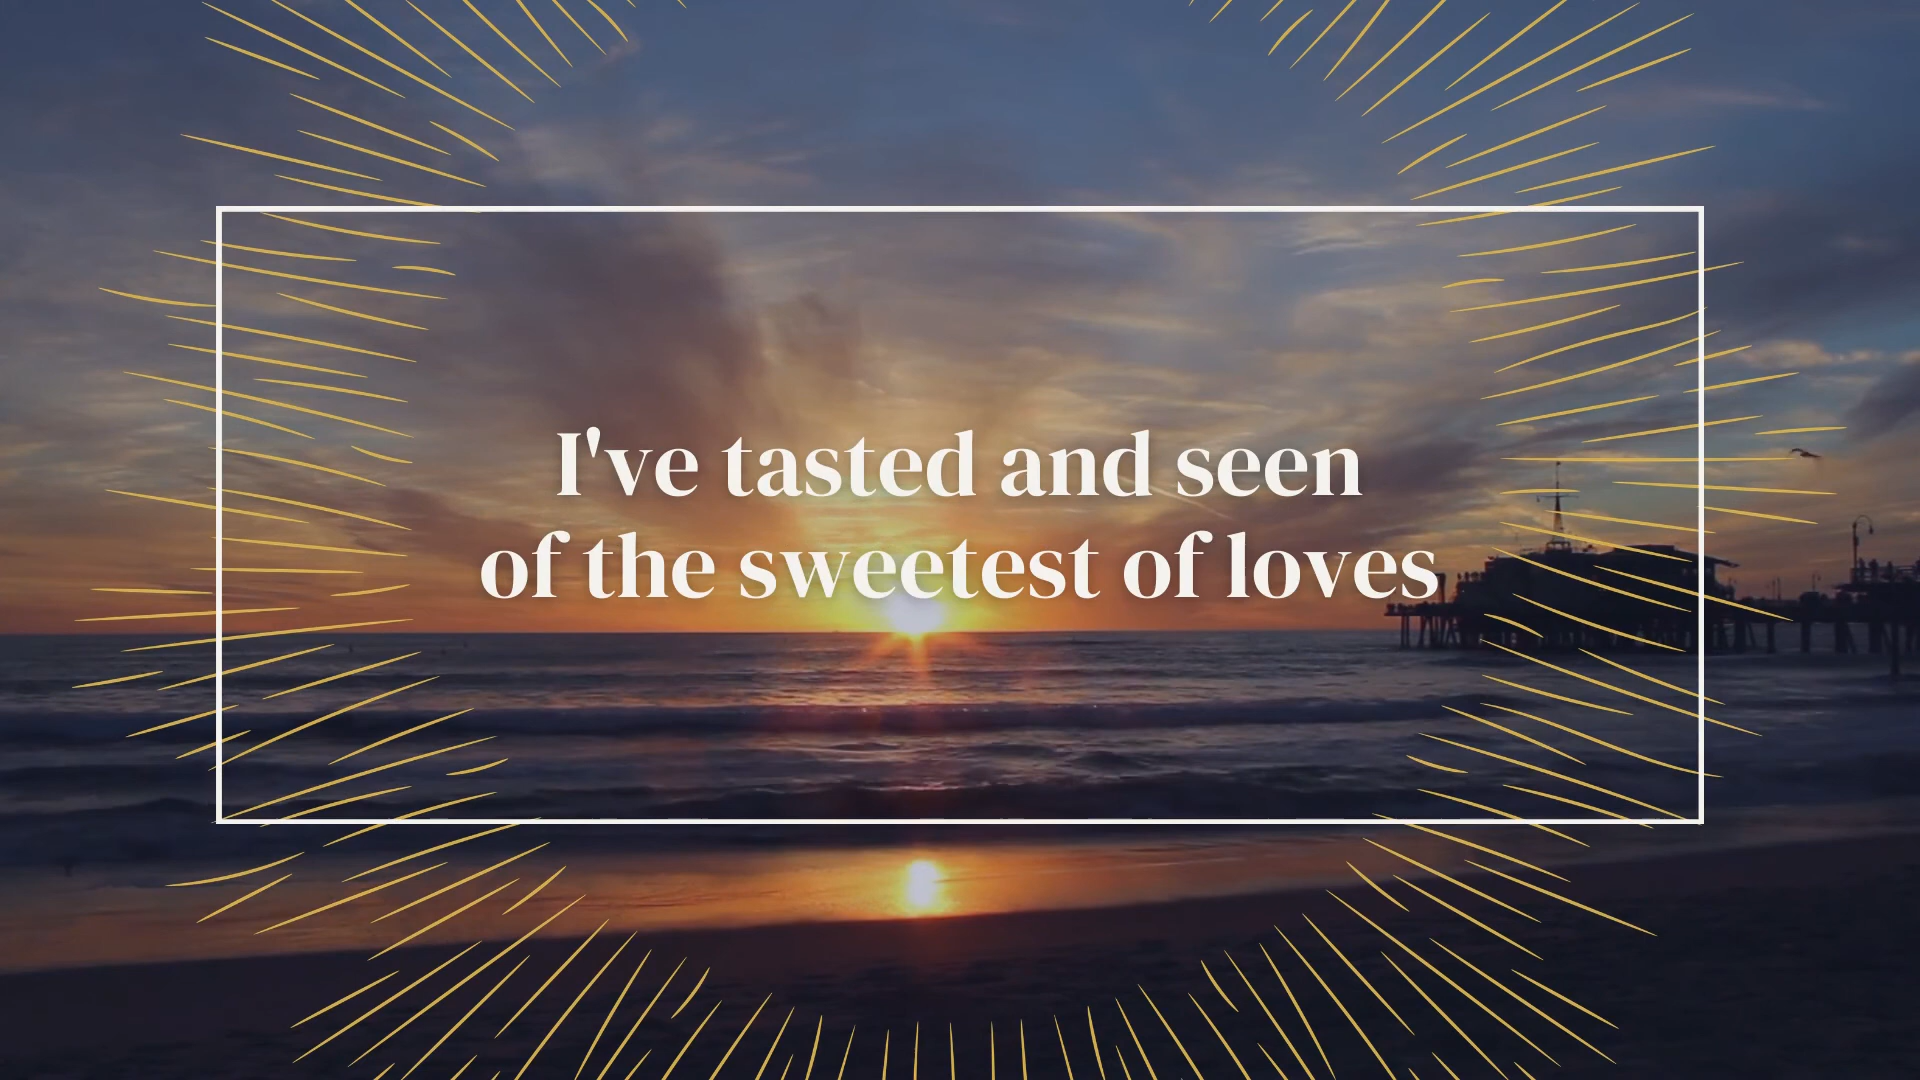 I've tasted and seen
of the sweetest of loves